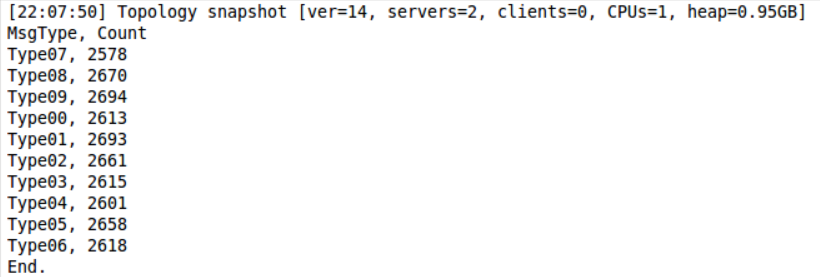 [22:07:50] Topology snapshot [ver=14, servers=2, clients=0, CPUs=1, heap=0.95GB]
MsgType, Count
Type07, 2578
Type08, 2670
Type09, 2694
Type00, 2613
Type01, 2693
Type02, 2661
Type03, 2615
Type04, 2601
Type05, 2658
Type06, 2618
End.